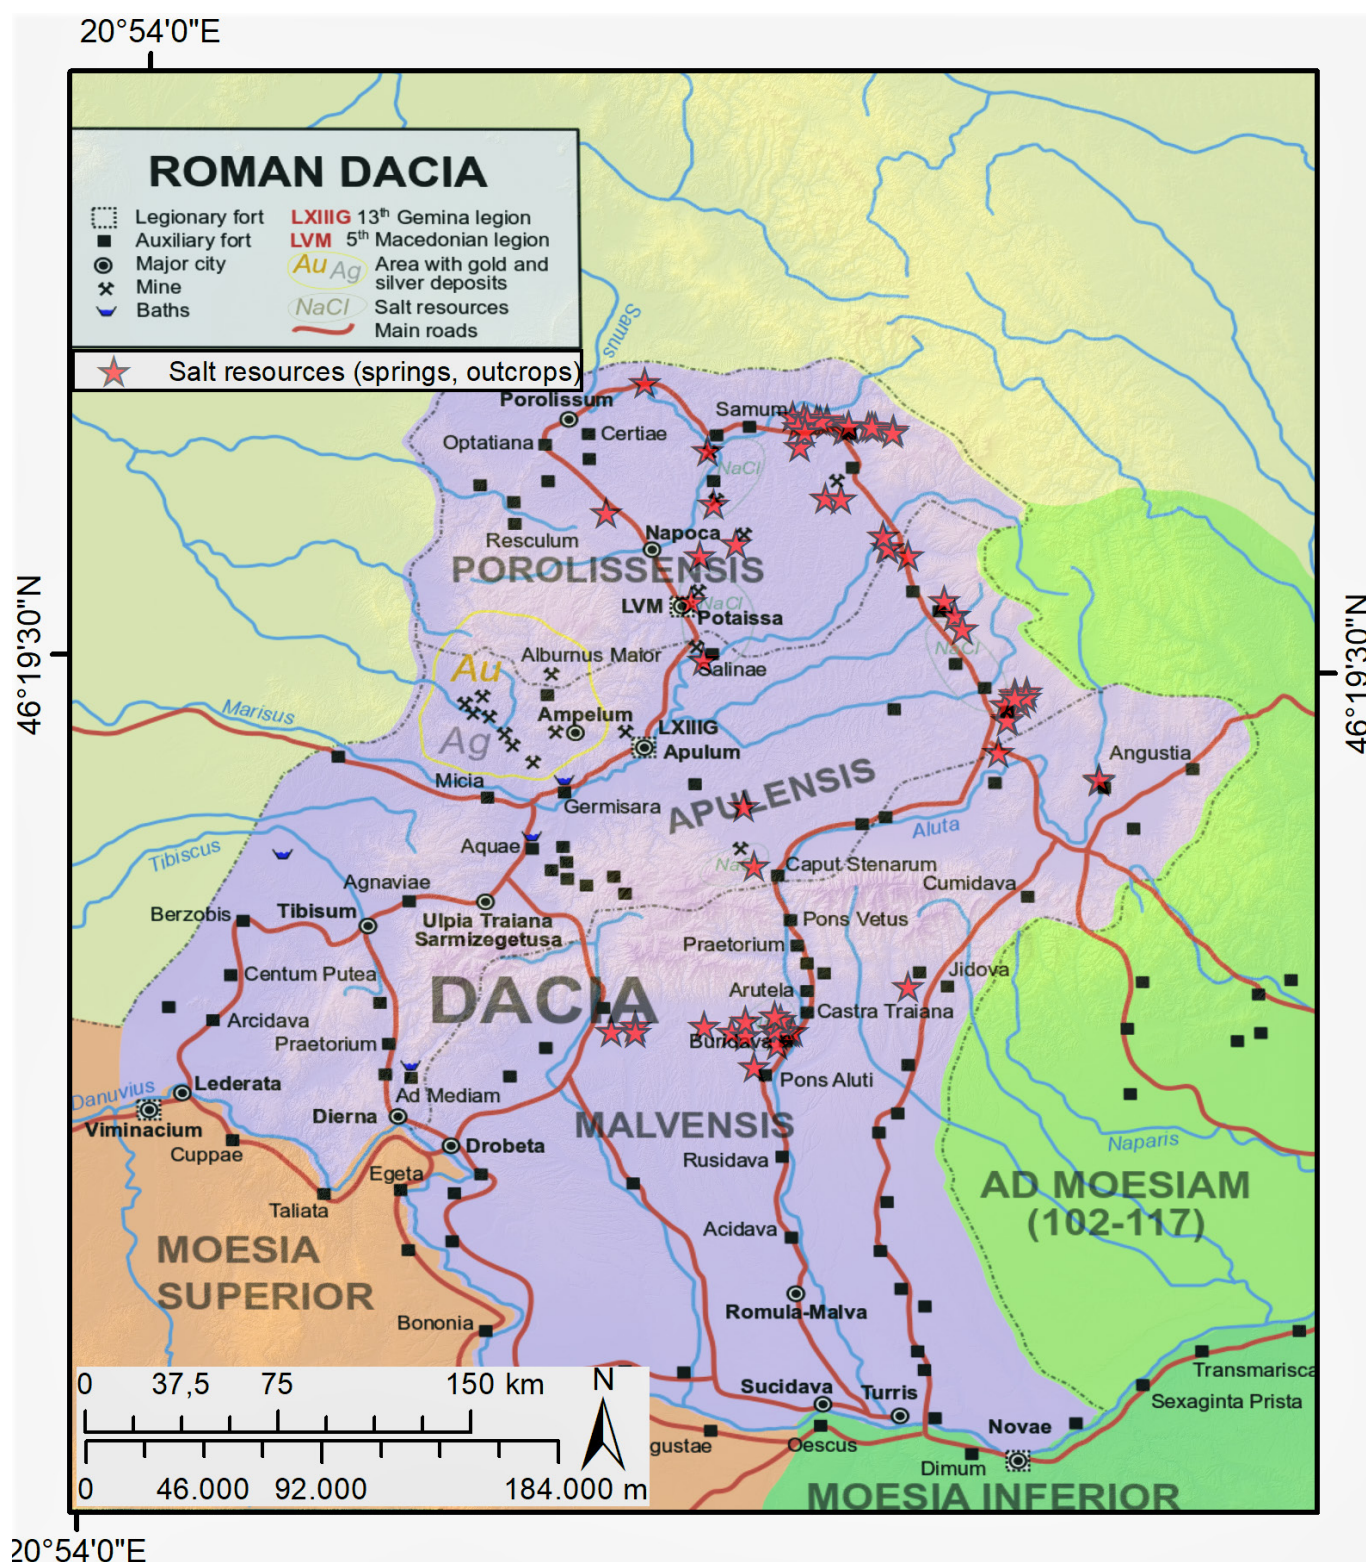 20°54'0"E
ROMAN DACIA
Legionary fort
Auxiliary fort
Major city
Mine
Baths
LXIIIG 13th Gemina legion
LVM 5th Macedonian legion
Au Ag Area with gold and
silver deposits
NaCl Salt resources
Main roads
Salt resources (springs, outcrops)
Samus
Porolissum
Samum
Optatiana
Certiae
NaCl
Resculum
Napoca
POROLISSENSIS
LVM
NaCl
Potaissa
46°19'30"N
46°19'30"N
Alburnus Maior
NaCl
Salinae
Au
Marisus
Ampelum
LXIIIG
Ag
Apulum
Angustia
Micia
APULENSIS
Germisara
Aluta
Tibiscus
Aquae
Caput Stenarum
Agnaviae
Cumidava
Berzobis
Tibisum
Ulpia Traiana
Sarmizegetusa
Pons Vetus
Praetorium
Centum Putea
Jidova
DACIA
Arutela
Castra Traiana
Arcidava
Praetorium
Buridava
Danuvius
Lederata
Pons Aluti
Ad Mediam
Viminacium
Dierna
MALVENSIS
Cuppae
Drobeta
Naparis
Egeta
Rusidava
AD MOESIAM
(102-117)
Taliata
Acidava
MOESIA
SUPERIOR
Romula-Malva
Bononia
Transmarisca
0 37,5 75 150 km
N
Sucidava
Turris
Sexaginta Prista
Novae
gustae
Oescus
Dimum
0 46.000 92.000 184.000 m
MOESIA INFERIOR
20°54'0"E